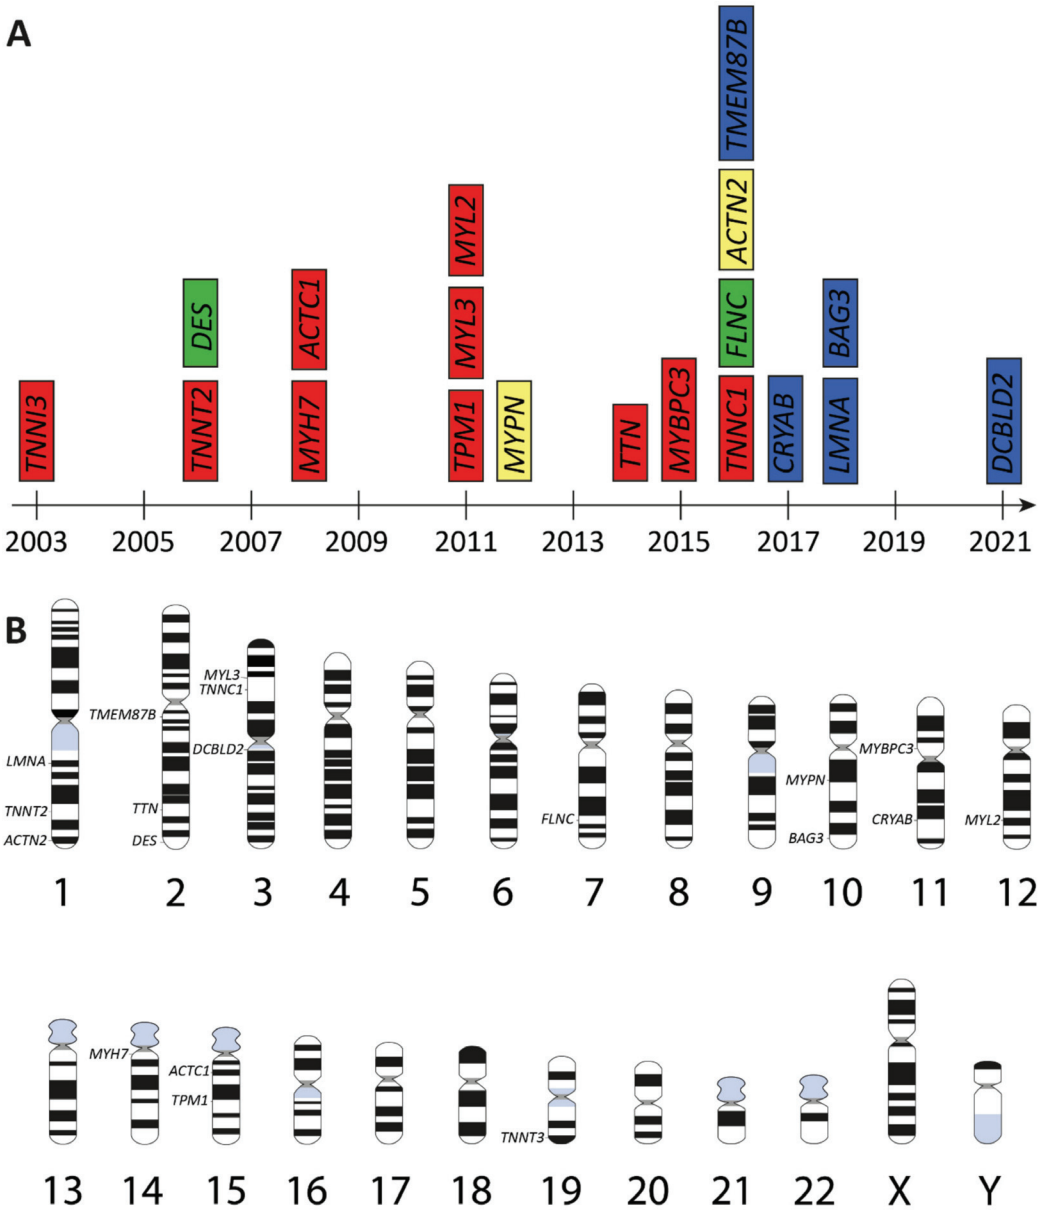 A
TMEM87B
ACTN2
MYL2
DES
ACTC1
MYL3
FLNC
BAG3
TNNI3
TNNT2
MYH7
TPM1
MYPN
TTN
MYBPC3
TNNC1
CRYAB
LMNA
DCBLD2
2003 2005 2007 2009 2011 2013 2015 2017 2019 2021
B
MYL3
TNNC1
TMEM87B
DCBLD2
MYBPC3
LMNA
MYPN
TNNT2
TTN
FLNC
CRYAB
MYL2
ACTN2
DES
BAG3
1 2 3 4 5 6 7 8 9 10 11 12
MYH7
ACTC1
TPM1
TNNT3
13 14 15 16 17 18 19 20 21 22 X Y